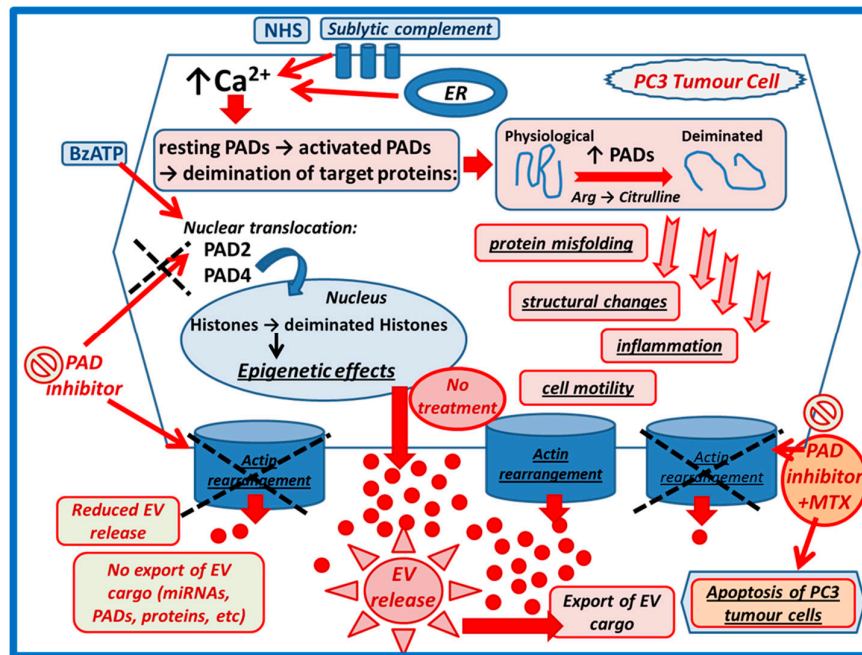 NHS
Sublytic complement
↑Ca²⁺
ER
PC3 Tumour Cell
BzATP
resting PADs → activated PADs
→ deimination of target proteins:
Physiological
Deiminated
↑ PADs
Arg → Citrulline
Nuclear translocation:
PAD2
PAD4
Nucleus
Histones → deiminated Histones
Epigenetic effects
protein misfolding
structural changes
inflammation
cell motility
No
treatment
PAD
inhibitor
Actin
rearrangement
Actin
rearrangement
Actin
rearrangement
PAD
inhibitor
+MTX
Reduced EV
release
No export of EV
cargo (miRNAs,
PADs, proteins, etc)
EV
release
Export of EV
cargo
Apoptosis of PC3
tumour cells